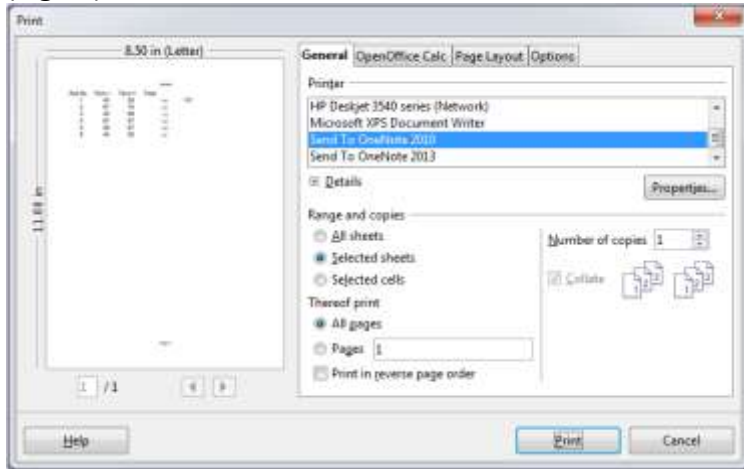 Print
8.50 in (Letter)
11.00 in
1 / 1
General OpenOffice Calc Page Layout Options
Printer
HP Deskjet 3540 series (Network)
Microsoft XPS Document Writer
Send To OneNote 2010
Send To OneNote 2013
Details
Properties...
Range and copies
All sheets
Selected sheets
Selected cells
Number of copies 1
Collate
Thereof print
All pages
Pages 1
Print in reverse page order
Help
Print
Cancel